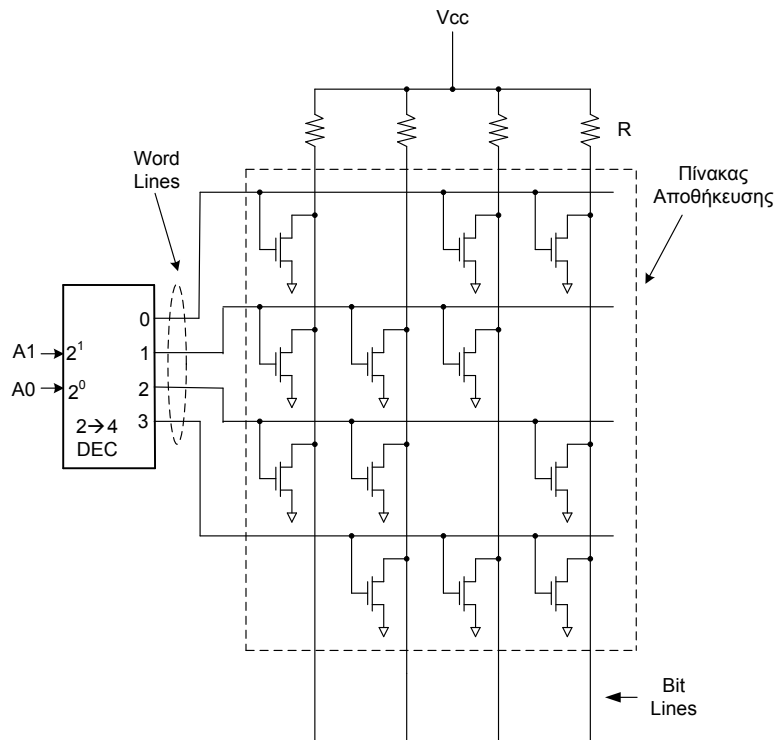 Vcc
R
Word
Lines
Πίνακας
Αποθήκευσης
0
A1
2¹
1
A0
2⁰
2
2→4
DEC
3
Bit
Lines